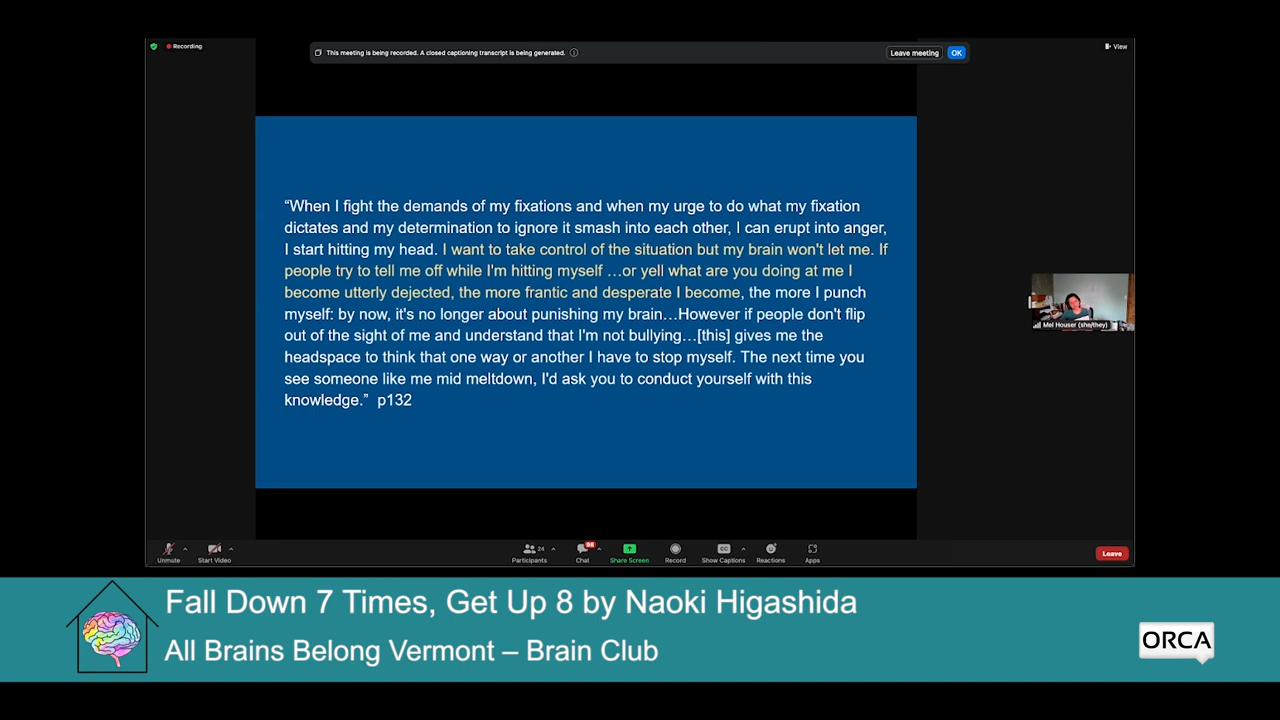 Recording
This meeting is being recorded. A closed captioning transcript is being generated.
Leave meeting
OK
View
“When I fight the demands of my fixations and when my urge to do what my fixation
dictates and my determination to ignore it smash into each other, I can erupt into anger,
I start hitting my head. I want to take control of the situation but my brain won't let me. If
people try to tell me off while I'm hitting myself …or yell what are you doing at me I
become utterly dejected, the more frantic and desperate I become, the more I punch
myself: by now, it's no longer about punishing my brain…However if people don't flip
out of the sight of me and understand that I'm not bullying…[this] gives me the
headspace to think that one way or another I have to stop myself. The next time you
see someone like me mid meltdown, I'd ask you to conduct yourself with this
knowledge.” p132
Mel Houser (she/they)
Unmute
Start Video
Participants
24
Chat
Share Screen
Record
CC
Show Captions
Reactions
Apps
Leave
Fall Down 7 Times, Get Up 8 by Naoki Higashida
All Brains Belong Vermont – Brain Club
ORCA